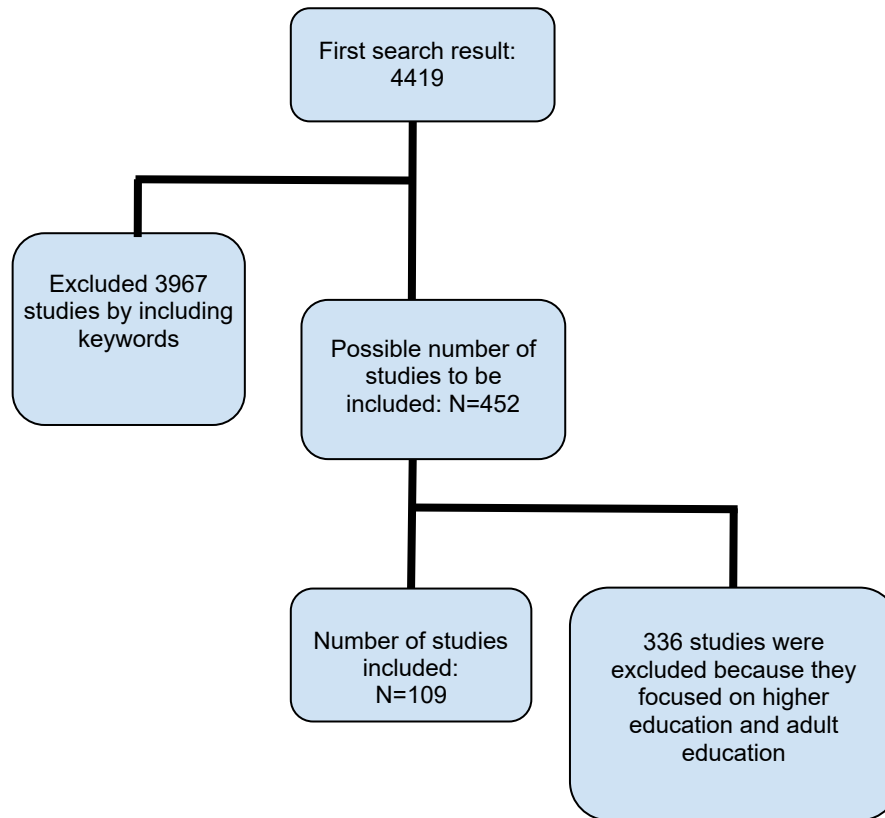 First search result:
4419
Excluded 3967
studies by including
keywords
Possible number of
studies to be
included: N=452
Number of studies
included:
N=109
336 studies were
excluded because they
focused on higher
education and adult
education